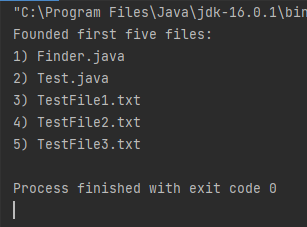 "C:\Program Files\Java\jdk-16.0.1\bin
Founded first five files:
1) Finder.java
2) Test.java
3) TestFile1.txt
4) TestFile2.txt
5) TestFile3.txt
Process finished with exit code 0